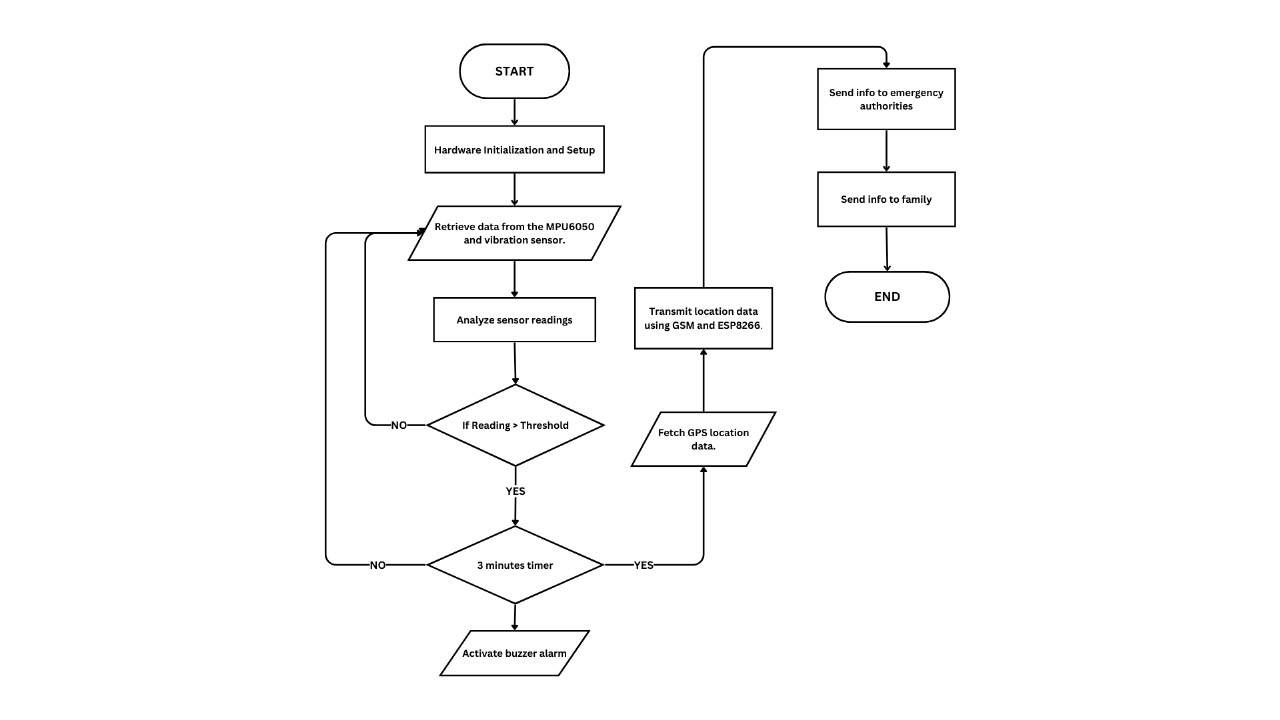 START
Hardware Initialization and Setup
Retrieve data from the MPU6050
and vibration sensor.
Analyze sensor readings
If Reading > Threshold
NO
YES
3 minutes timer
NO
YES
Activate buzzer alarm
Fetch GPS location
data.
Transmit location data
using GSM and ESP8266.
Send info to emergency
authorities
Send info to family
END